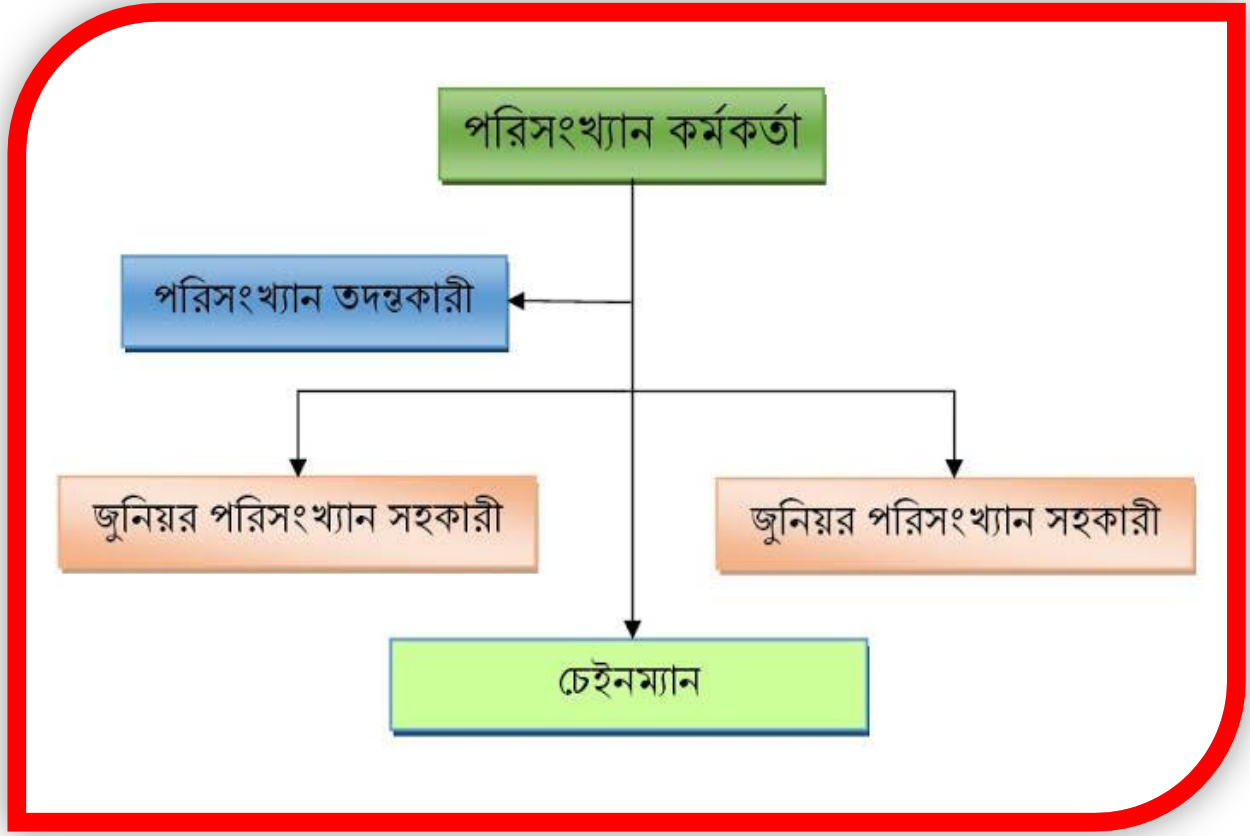 পরিসংখ্যান কর্মকর্তা
পরিসংখ্যান তদন্তকারী
জুনিয়র পরিসংখ্যান সহকারী
জুনিয়র পরিসংখ্যান সহকারী
চেইনম্যান